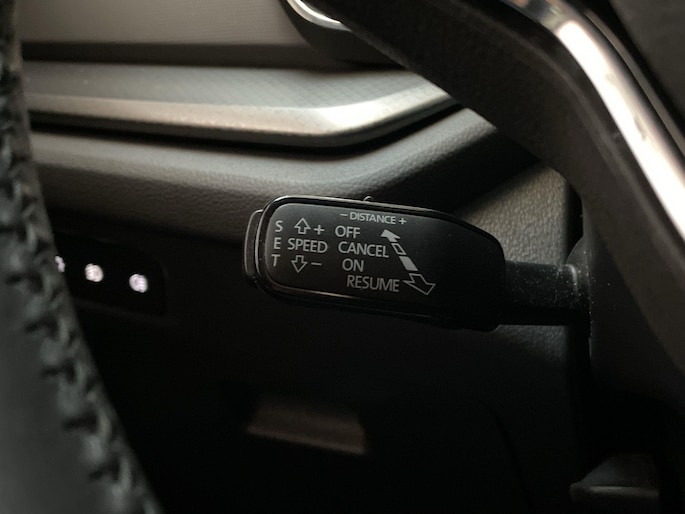 − DISTANCE +
S + OFF
E SPEED CANCEL
T − ON
RESUME